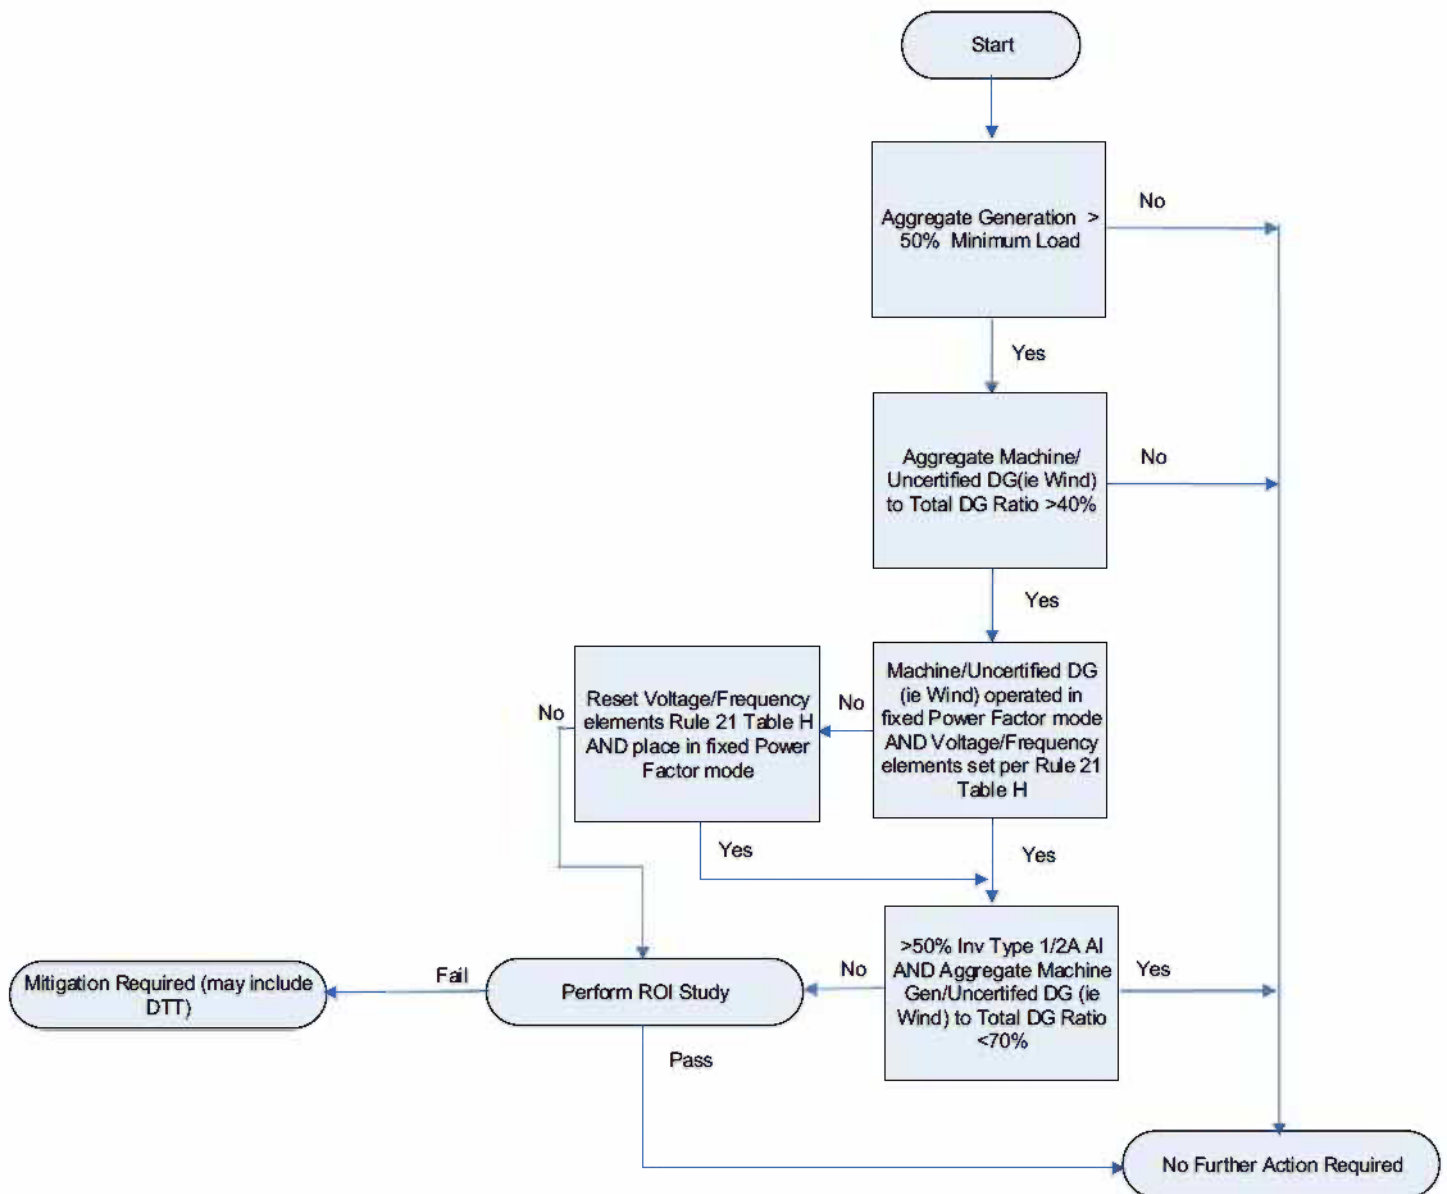 Start
Aggregate Generation >
50% Minimum Load
No
Yes
Aggregate Machine/
Uncertified DG(ie Wind)
to Total DG Ratio >40%
No
Yes
Machine/Uncertified DG
(ie Wind) operated in
fixed Power Factor mode
AND Voltage/Frequency
elements set per Rule 21
Table H
No
Reset Voltage/Frequency
elements Rule 21 Table H
AND place in fixed Power
Factor mode
No
Yes
Yes
>50% Inv Type 1/2A AI
AND Aggregate Machine
Gen/Uncertifed DG (ie
Wind) to Total DG Ratio
<70%
Yes
No
Perform ROI Study
Fail
Mitigation Required (may include
DTT)
Pass
No Further Action Required